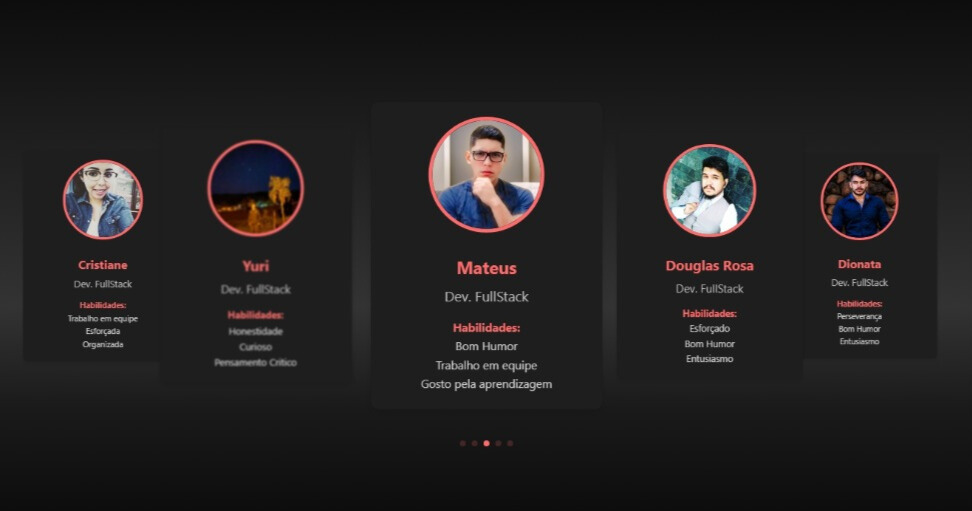 Cristiane
Dev. FullStack
Habilidades:
Trabalho em equipe
Esforçada
Organizada
Yuri
Dev. FullStack
Habilidades:
Honestidade
Curioso
Pensamento Crítico
Mateus
Dev. FullStack
Habilidades:
Bom Humor
Trabalho em equipe
Gosto pela aprendizagem
Douglas Rosa
Dev. FullStack
Habilidades:
Esforçado
Bom Humor
Entusiasmo
Dionata
Dev. FullStack
Habilidades:
Perseverança
Bom Humor
Entusiasmo